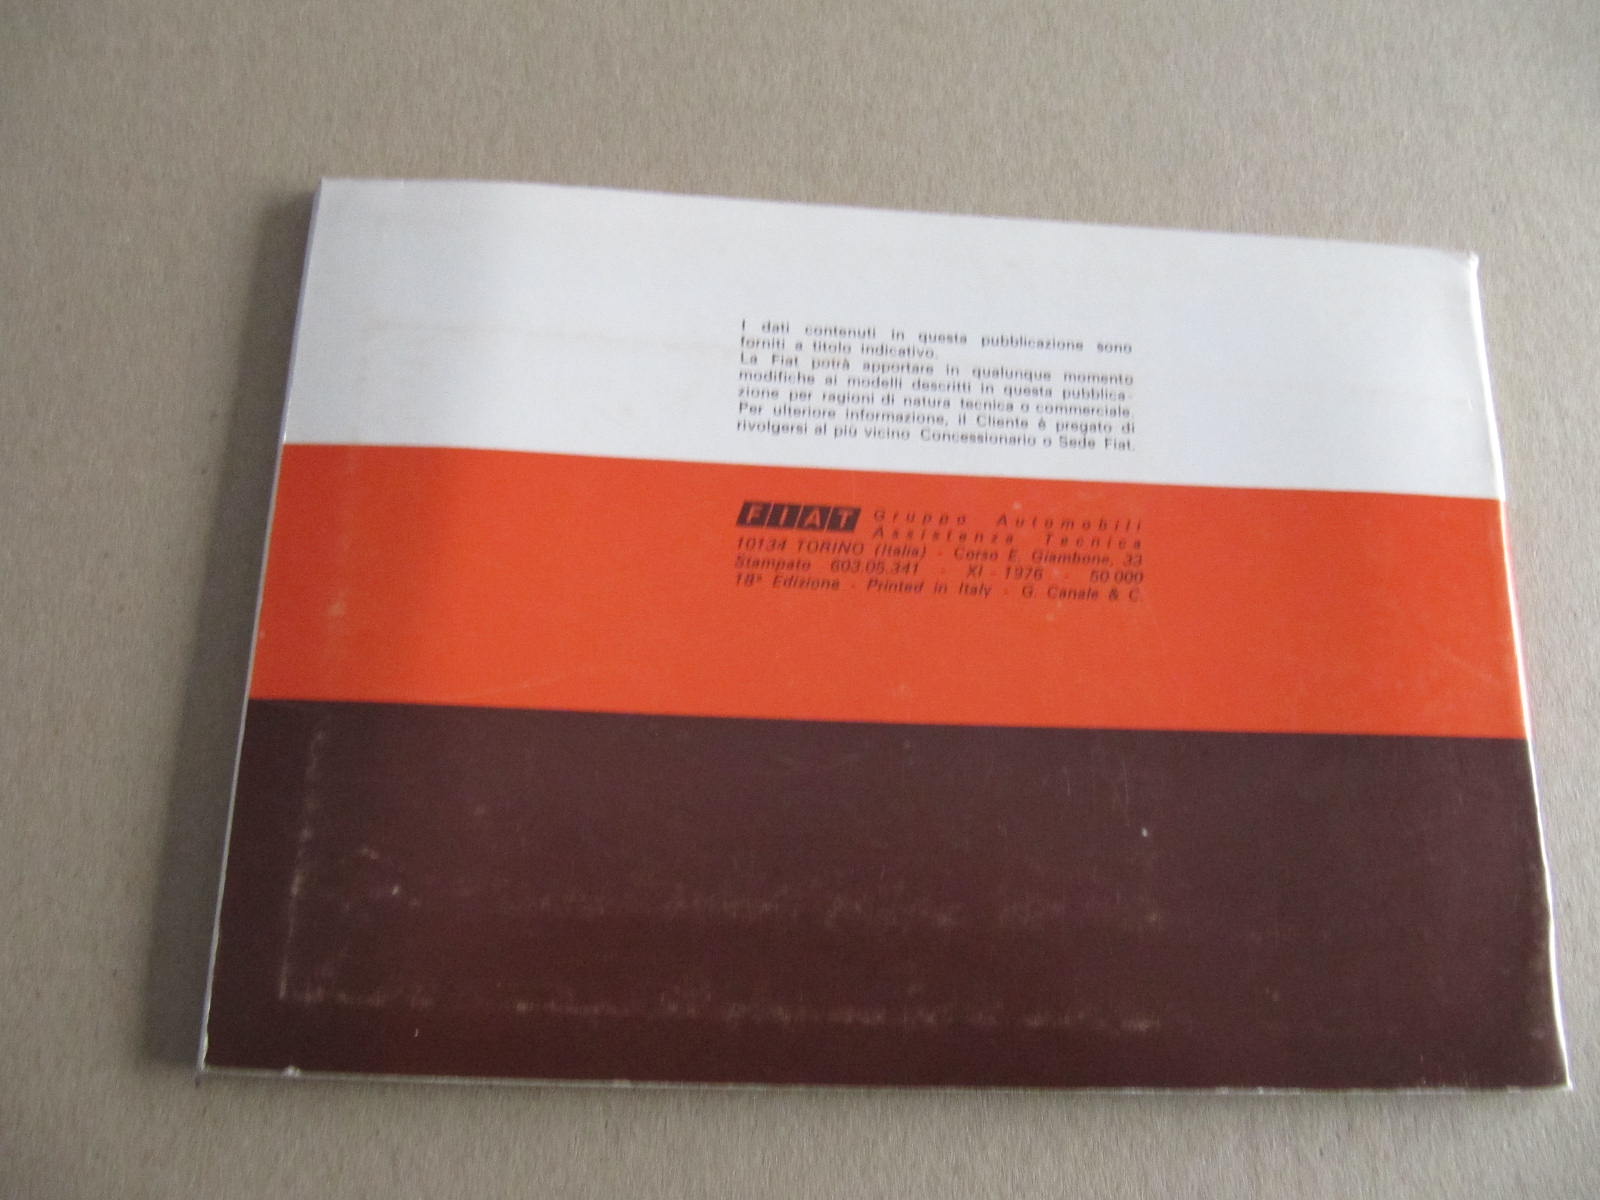 I dati contenuti in questa pubblicazione sono
forniti a titolo indicativo.
La Fiat potrà apportare in qualunque momento
modifiche ai modelli descritti in questa pubblica-
zione per ragioni di natura tecnica o commerciale.
Per ulteriore informazione, il Cliente è pregato di
rivolgersi al più vicino Concessionario o Sede Fiat.
FIAT Gruppo Automobili
Assistenza Tecnica
10134 TORINO (Italia) - Corso E. Giambone, 33
Stampato 603.05.341 - XI - 1976 - 50 000
18ª Edizione - Printed in Italy - G. Canale & C.